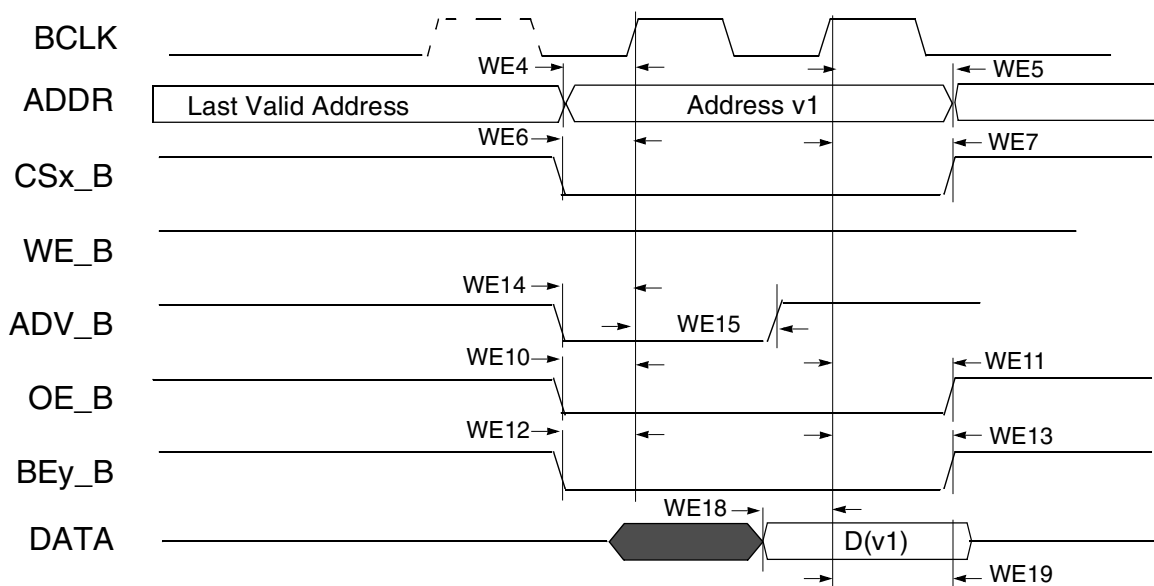 BCLK
WE4
WE5
ADDR
Last Valid Address
Address v1
WE6
WE7
CSx_B
WE_B
WE14
ADV_B
WE15
WE10
WE11
OE_B
WE12
WE13
BEy_B
WE18
DATA
D(v1)
WE19